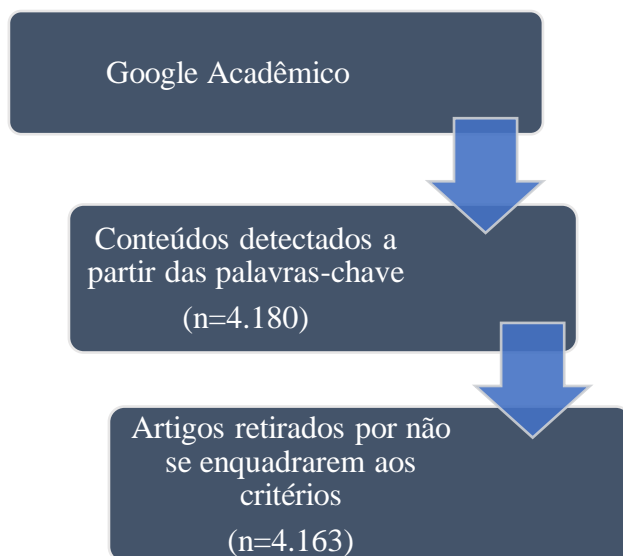 Google Acadêmico
Conteúdos detectados a
partir das palavras-chave
(n=4.180)
Artigos retirados por não
se enquadrarem aos
critérios
(n=4.163)